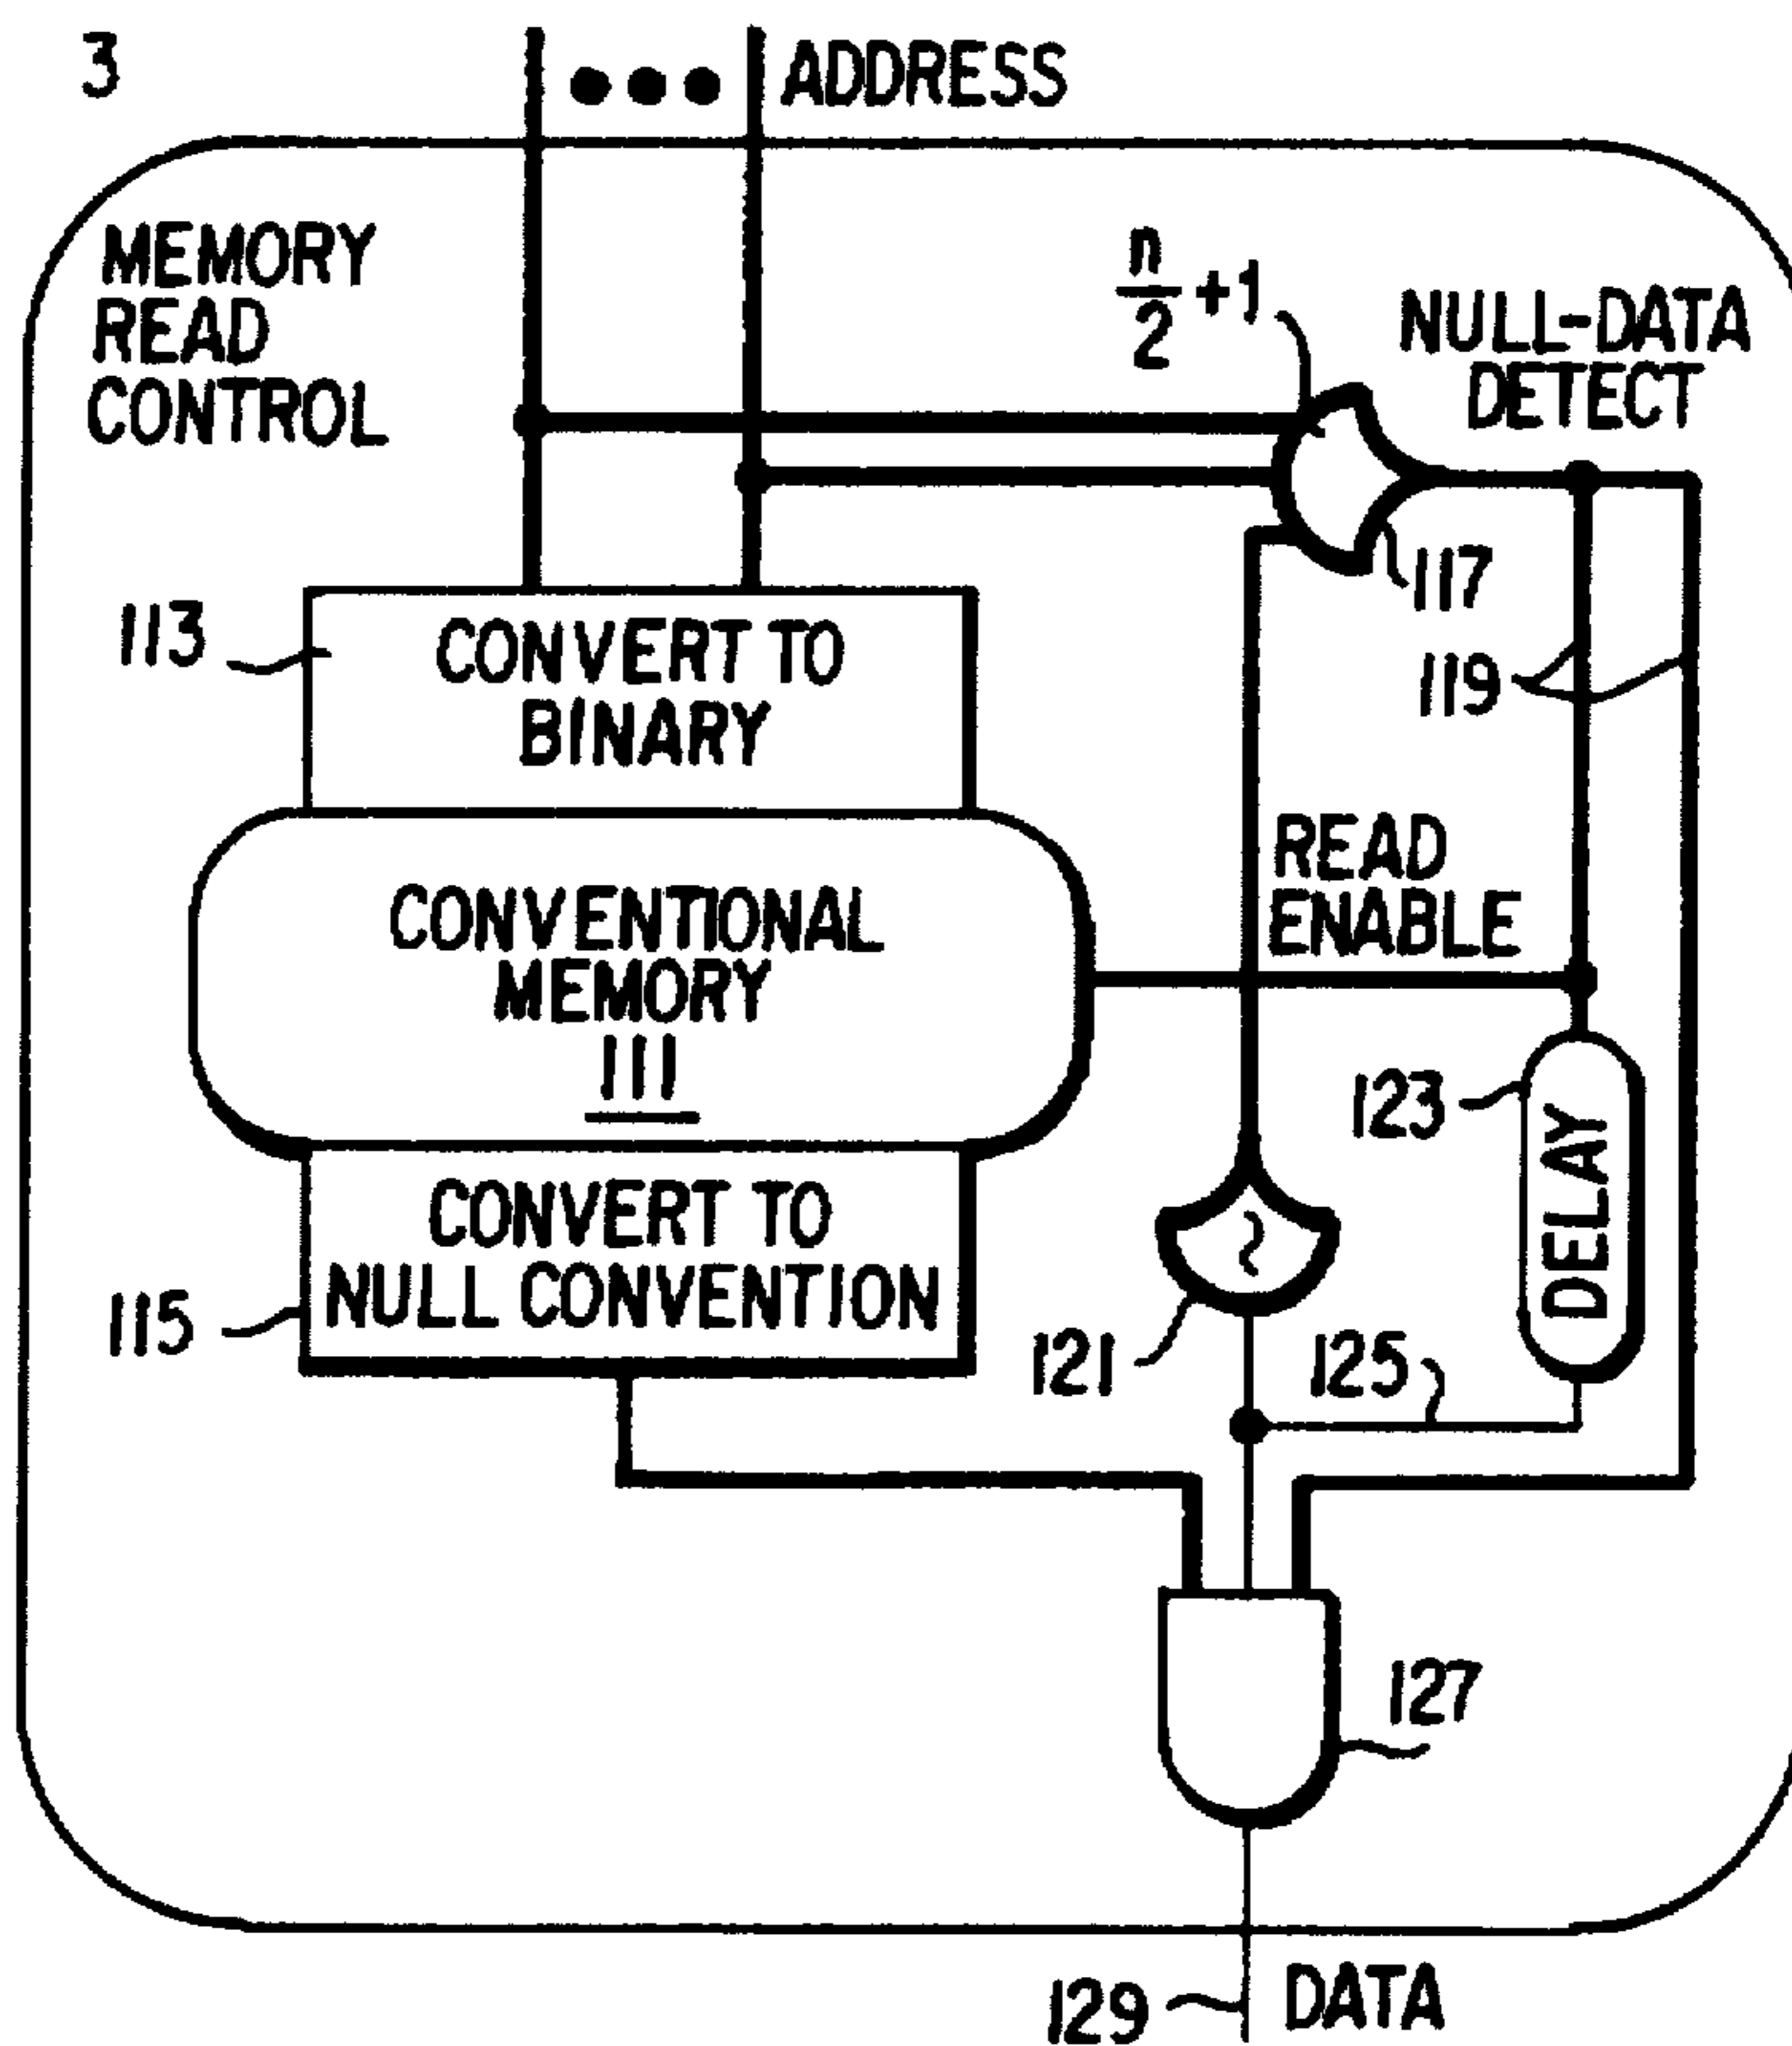 3
ADDRESS
MEMORY
READ
CONTROL
n/2 +1
NULL-DATA
DETECT
117
113
CONVERT TO
BINARY
119
READ
ENABLE
CONVENTIONAL
MEMORY
111
123
DELAY
CONVERT TO
NULL CONVENTION
115
121
125
127
129
DATA